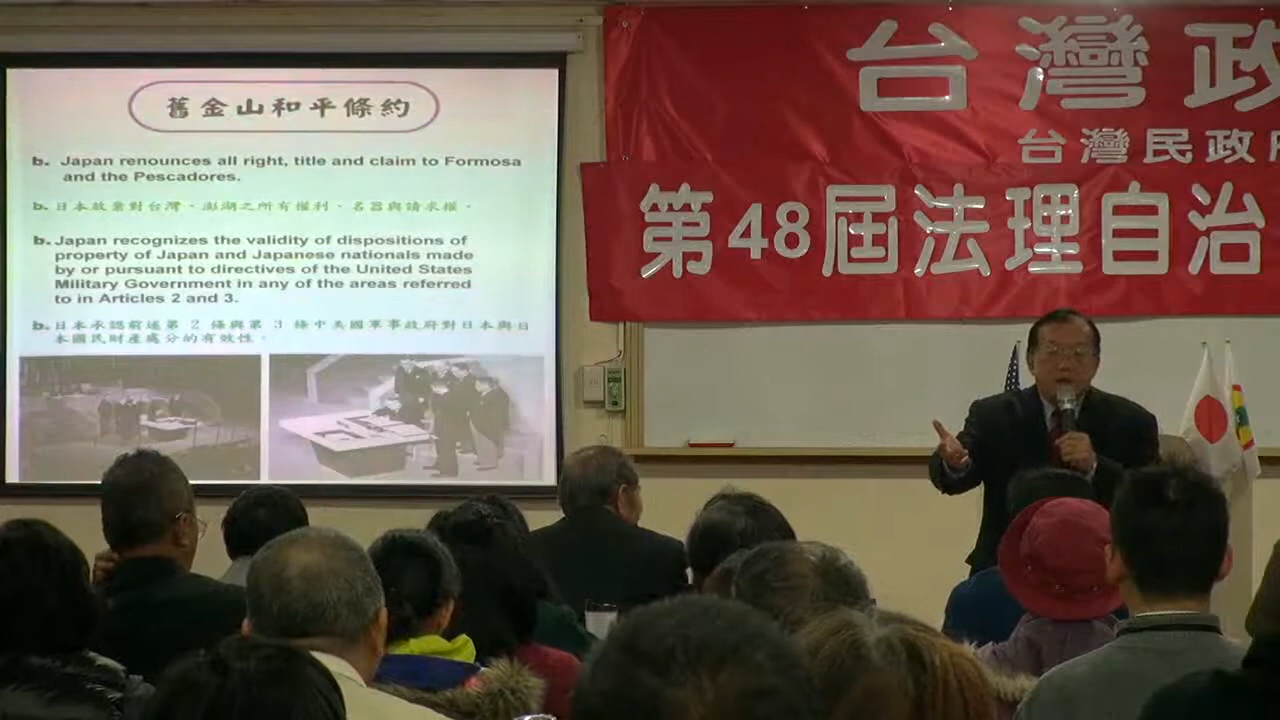 舊金山和平條約
b. Japan renounces all right, title and claim to Formosa
and the Pescadores.
b. 日本放棄對台灣、澎湖之所有權利、名器與請求權。
b. Japan recognizes the validity of dispositions of
property of Japan and Japanese nationals made
by or pursuant to directives of the United States
Military Government in any of the areas referred
to in Articles 2 and 3.
b. 日本承認前述第 2 條與第 3 條中美國軍事政府對日本與日
本國民財產處分的有效性。
台灣政
台灣民政府
第48屆法理自治